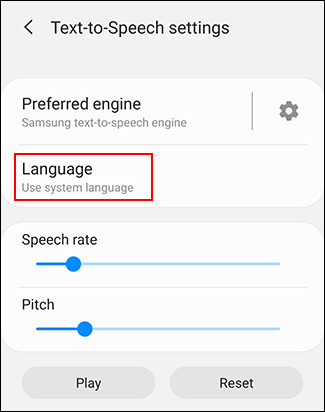 Text-to-Speech settings
Preferred engine
Samsung text-to-speech engine
Language
Use system language
Speech rate
Pitch
Play Reset